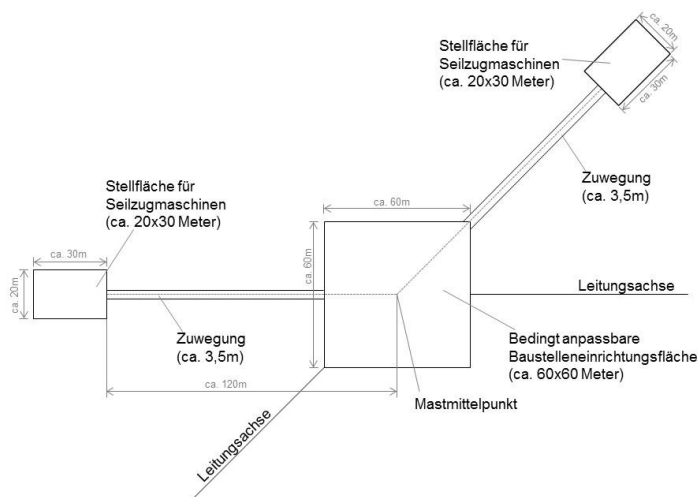 Stellfläche für
Seilzugmaschinen
(ca. 20x30 Meter)
ca. 20m
ca. 30m
Zuwegung
(ca. 3,5m)
Stellfläche für
Seilzugmaschinen
(ca. 20x30 Meter)
ca. 60m
ca. 60m
ca. 30m
ca. 20m
Leitungsachse
Zuwegung
(ca. 3,5m)
Bedingt anpassbare
Baustelleneinrichtungsfläche
(ca. 60x60 Meter)
ca. 120m
Mastmittelpunkt
Leitungsachse